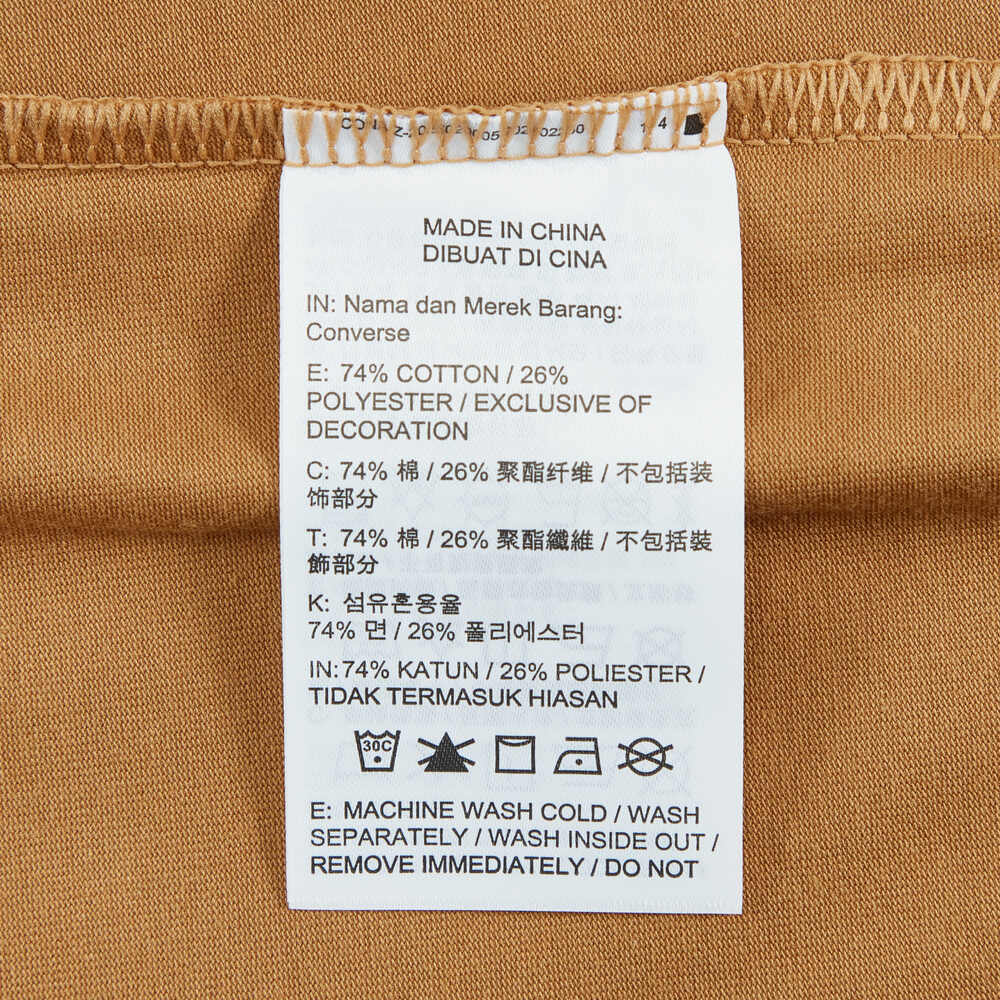 MADE IN CHINA
DIBUAT DI CINA
IN: Nama dan Merek Barang:
Converse
E: 74% COTTON / 26%
POLYESTER / EXCLUSIVE OF
DECORATION
C: 74% 棉 / 26% 聚酯纤维 / 不包括装
饰部分
T: 74% 棉 / 26% 聚酯纖維 / 不包括裝
飾部分
K: 섬유혼용율
74% 면 / 26% 폴리에스터
IN: 74% KATUN / 26% POLIESTER /
TIDAK TERMASUK HIASAN
30C
E: MACHINE WASH COLD / WASH
SEPARATELY / WASH INSIDE OUT /
REMOVE IMMEDIATELY / DO NOT